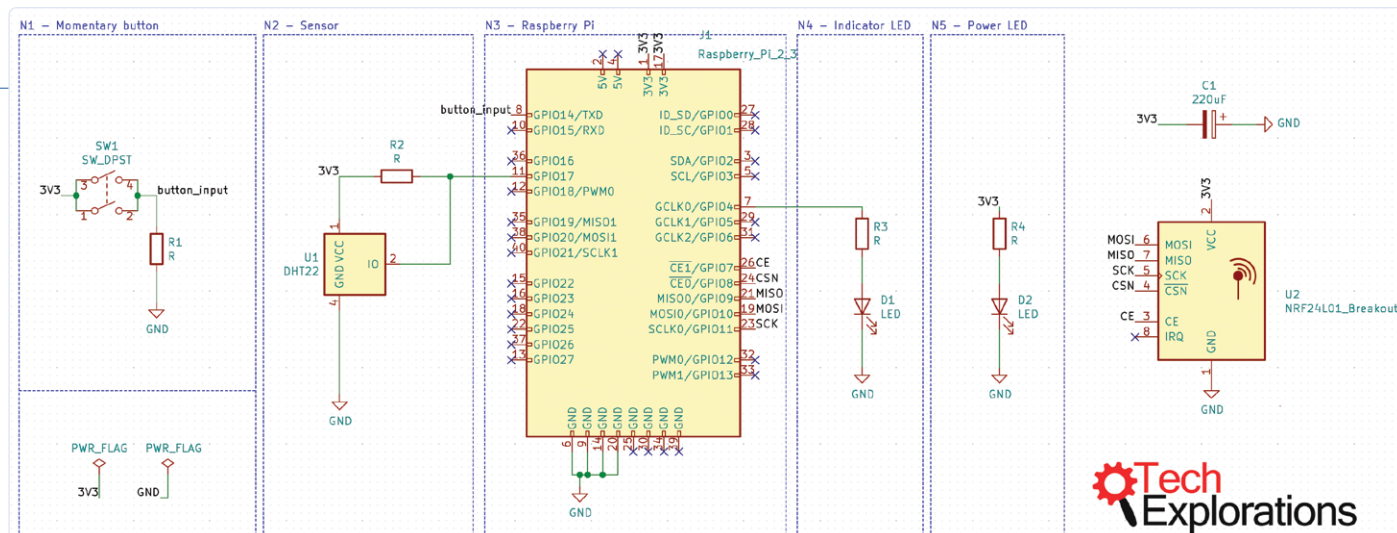 N1 – Momentary button
SW1
SW_DPST
3V3
3
4
1
2
button_input
R1
R
GND
PWR_FLAG
PWR_FLAG
3V3
GND
N2 – Sensor
R2
R
3V3
1
VCC
U1
DHT22
IO
2
GND
4
GND
N3 – Raspberry Pi
J1
Raspberry_Pi_2_3
2
4
3V3
1
3V3
17
5V
5V
3V3
3V3
button_input 8 GPIO14/TXD
10 GPIO15/RXD
36 GPIO16
11 GPIO17
12 GPIO18/PWM0
35 GPIO19/MISO1
38 GPIO20/MOSI1
40 GPIO21/SCLK1
15 GPIO22
16 GPIO23
18 GPIO24
22 GPIO25
37 GPIO26
13 GPIO27
ID_SD/GPIO0 27
ID_SC/GPIO1 28
SDA/GPIO2 3
SCL/GPIO3 5
GCLK0/GPIO4 7
GCLK1/GPIO5 29
GCLK2/GPIO6 31
CE1/GPIO7 26 CE
CE0/GPIO8 24 CSN
MISO0/GPIO9 21 MISO
MOSI0/GPIO10 19 MOSI
SCLK0/GPIO11 23 SCK
PWM0/GPIO12 32
PWM1/GPIO13 33
GND GND GND GND GND GND GND GND
6 9 14 20 25 30 34 39
GND
N4 – Indicator LED
R3
R
D1
LED
GND
N5 – Power LED
3V3
R4
R
D2
LED
GND
C1
220uF
3V3
+
GND
3V3
2
VCC
MOSI 6 MOSI
MISO 7 MISO
SCK 5 SCK
CSN 4 CSN
CE 3 CE
8 IRQ
GND
1
GND
U2
NRF24L01_Breakout
Tech
Explorations